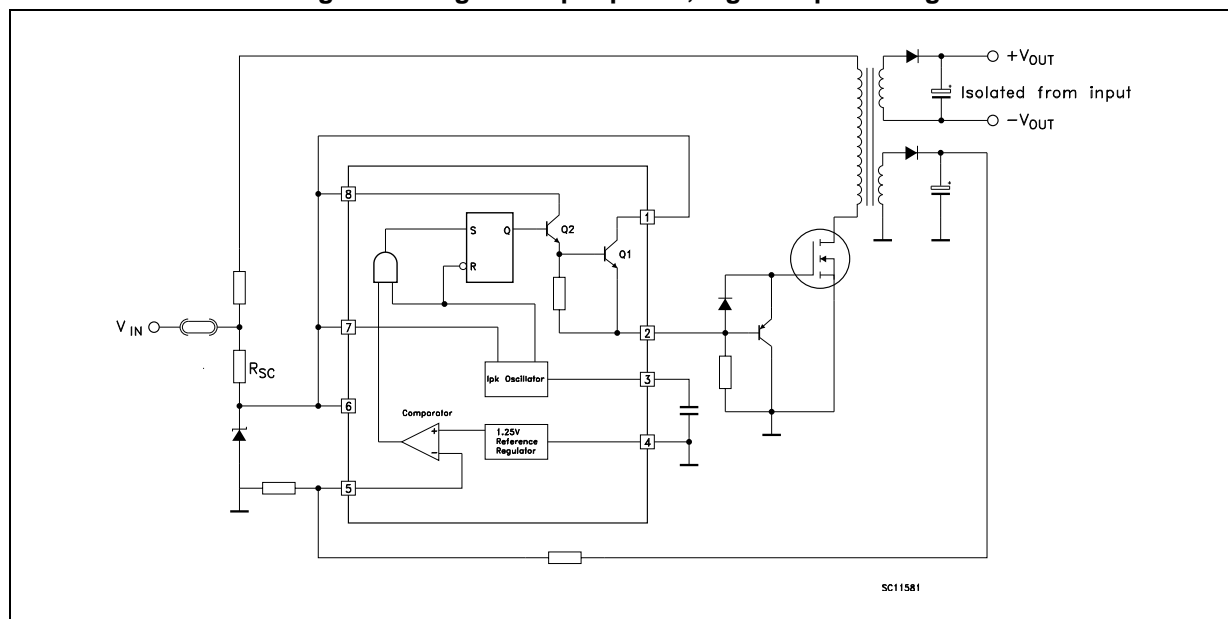 +VOUT
Isolated from input
-VOUT
8
1
S
Q
Q2
R
Q1
VIN
7
2
RSC
Ipk Oscillator
3
6
Comparator
+
-
1.25V
Reference
Regulator
4
5
SC11581